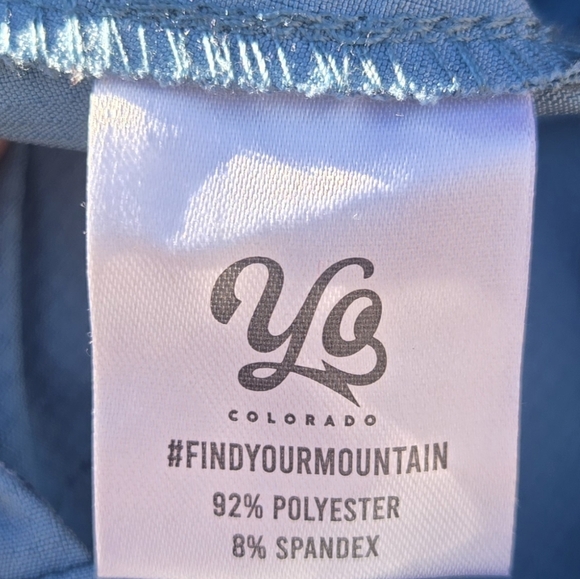 Yo
COLORADO
#FINDYOURMOUNTAIN
92% POLYESTER
8% SPANDEX